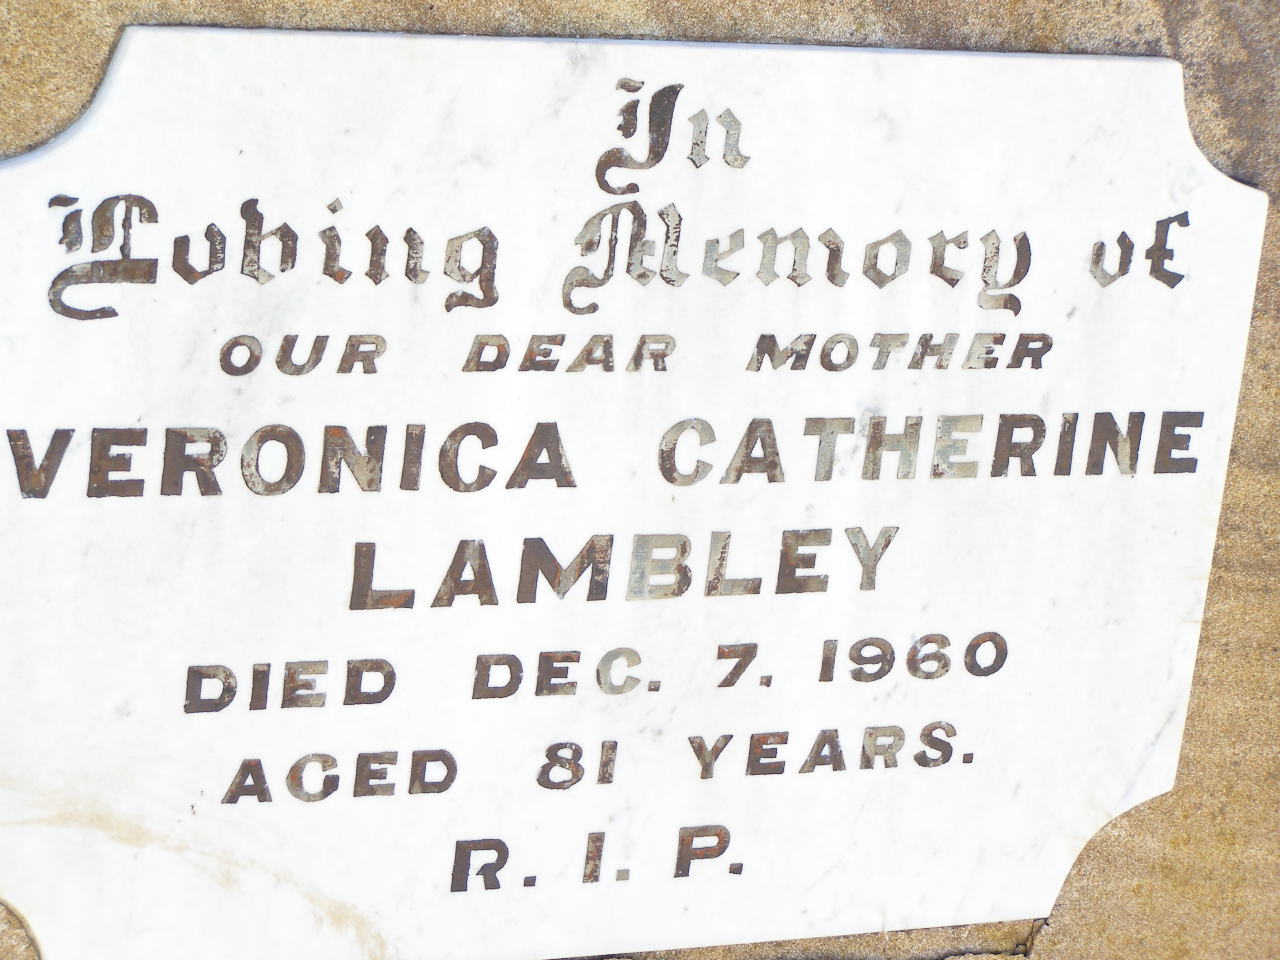 In
Loving Memory of
OUR DEAR MOTHER
VERONICA CATHERINE
LAMBLEY
DIED DEC. 7. 1960
AGED 81 YEARS.
R. I. P.